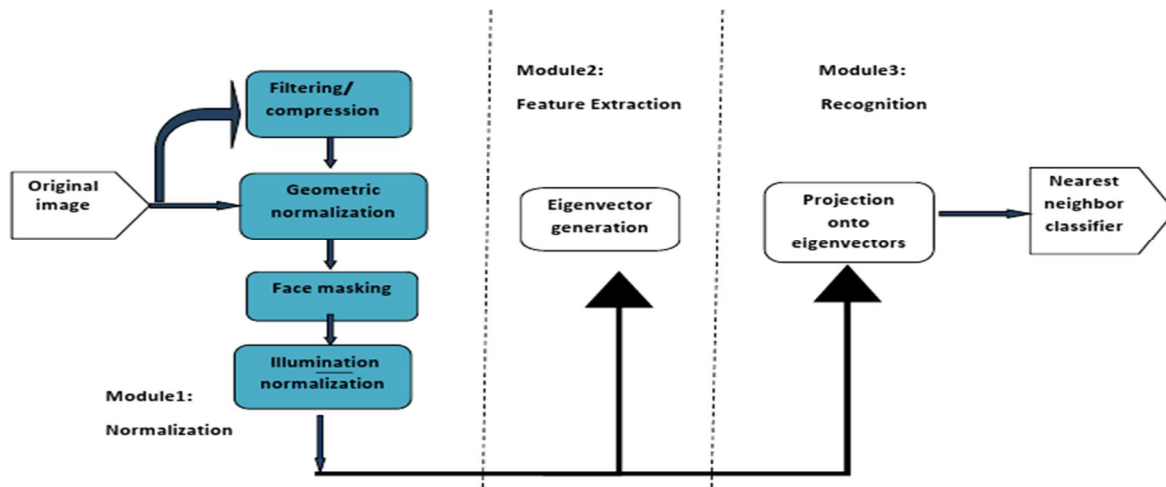 Original
image
Filtering/
compression
Geometric
normalization
Face masking
Illumination
normalization
Module1:
Normalization
Module2:
Feature Extraction
Eigenvector
generation
Module3:
Recognition
Projection
onto
eigenvectors
Nearest
neighbor
classifier